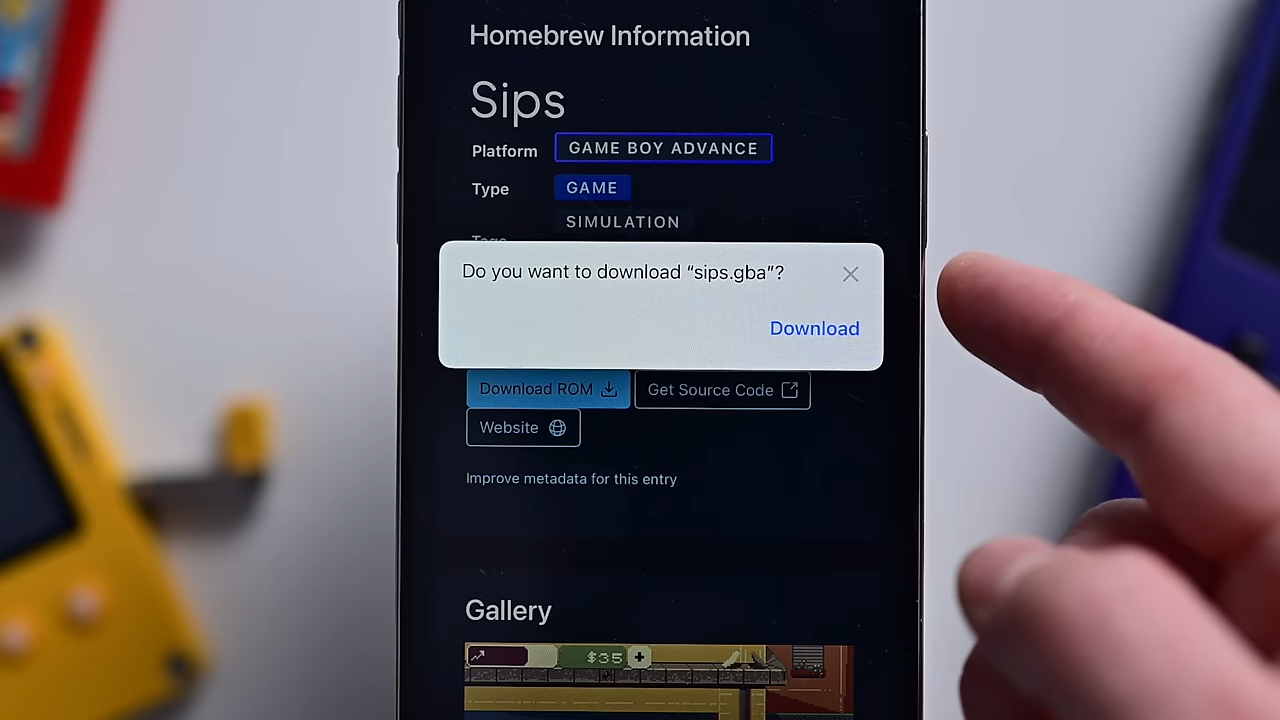 Homebrew Information
Sips
Platform GAME BOY ADVANCE
Type GAME
SIMULATION
Tags
Do you want to download “sips.gba”?
Download
Download ROM
Get Source Code
Website
Improve metadata for this entry
Gallery
$35